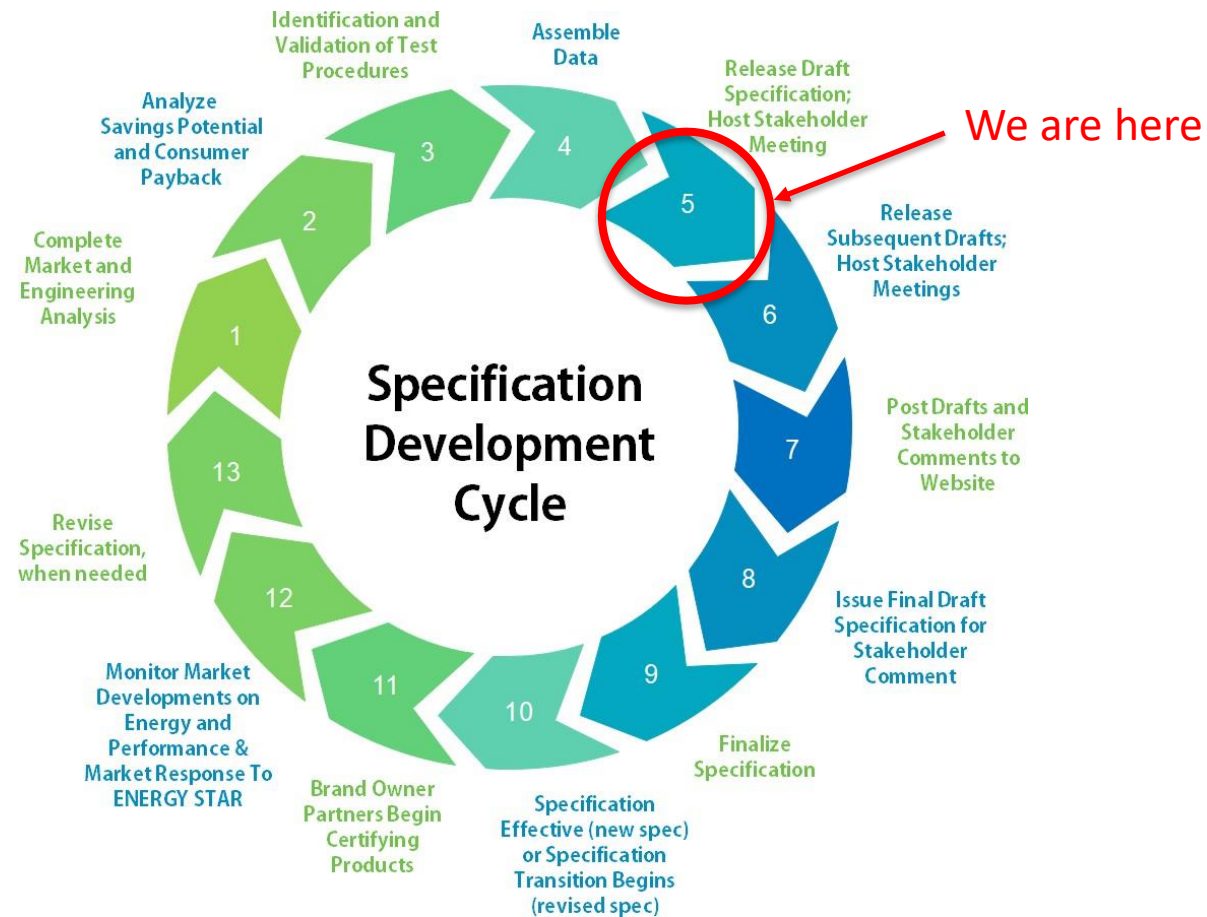 Specification
Development
Cycle
1
Complete
Market and
Engineering
Analysis
2
Analyze
Savings Potential
and Consumer
Payback
3
Identification and
Validation of Test
Procedures
4
Assemble
Data
5
Release Draft
Specification;
Host Stakeholder
Meeting
We are here
6
Release
Subsequent Drafts;
Host Stakeholder
Meetings
7
Post Drafts and
Stakeholder
Comments to
Website
8
Issue Final Draft
Specification for
Stakeholder
Comment
9
Finalize
Specification
10
Specification
Effective (new spec)
or Specification
Transition Begins
(revised spec)
11
Brand Owner
Partners Begin
Certifying
Products
12
Monitor Market
Developments on
Energy and
Performance &
Market Response To
ENERGY STAR
13
Revise
Specification,
when needed